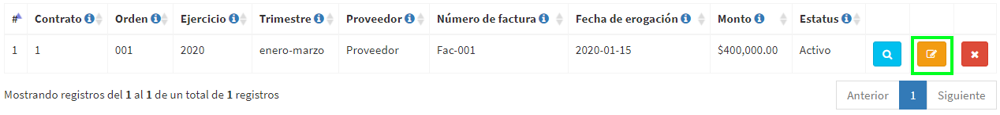 # Contrato Orden Ejercicio Trimestre Proveedor Número de factura Fecha de erogación Monto Estatus
1 1 001 2020 enero-marzo Proveedor Fac-001 2020-01-15 $400,000.00 Activo
Mostrando registros del 1 al 1 de un total de 1 registros Anterior 1 Siguiente